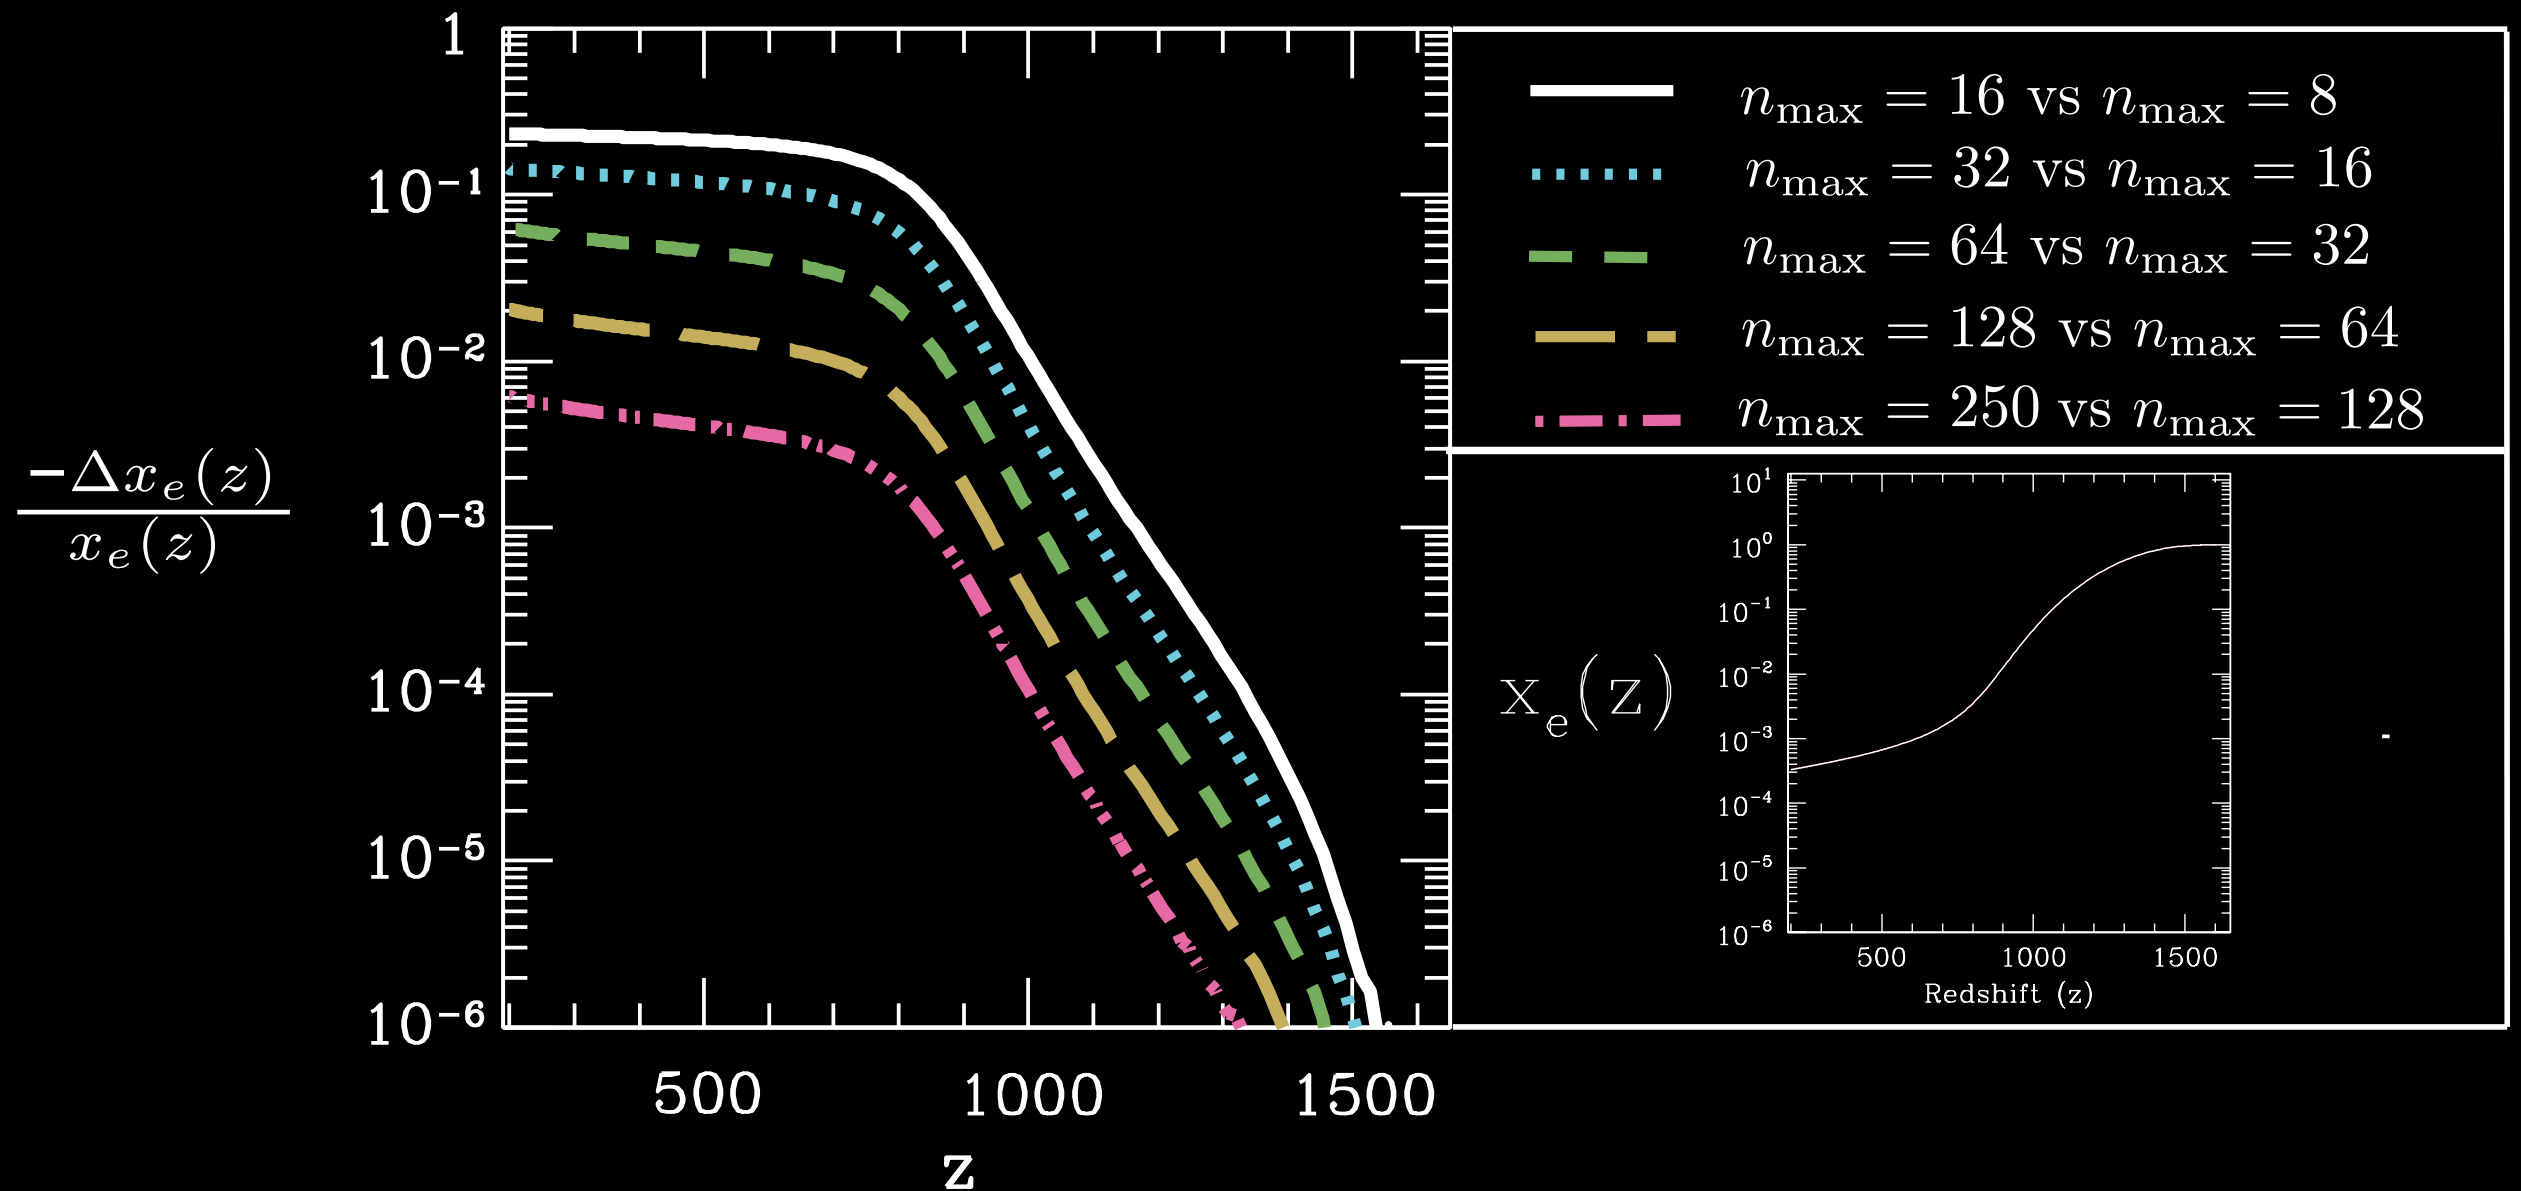 1
10⁻¹
10⁻²
10⁻³
10⁻⁴
10⁻⁵
10⁻⁶
−Δxₑ(z)
xₑ(z)
500 1000 1500
z
n_max = 16 vs n_max = 8
n_max = 32 vs n_max = 16
n_max = 64 vs n_max = 32
n_max = 128 vs n_max = 64
n_max = 250 vs n_max = 128
Xₑ(Z)
10¹
10⁰
10⁻¹
10⁻²
10⁻³
10⁻⁴
10⁻⁵
10⁻⁶
500 1000 1500
Redshift (z)